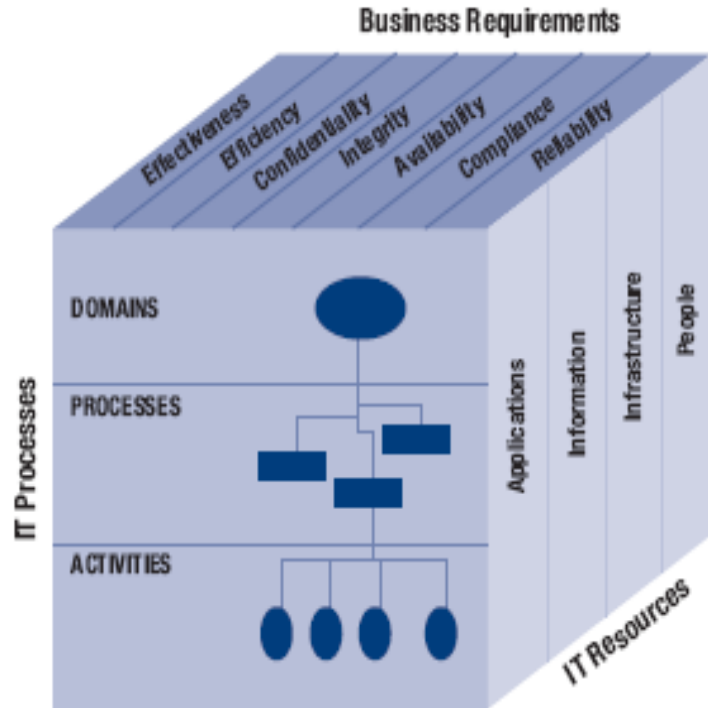 Business Requirements
Effectiveness
Efficiency
Confidentiality
Integrity
Availability
Compliance
Reliability
IT Processes
DOMAINS
PROCESSES
ACTIVITIES
Applications
Information
Infrastructure
People
IT Resources